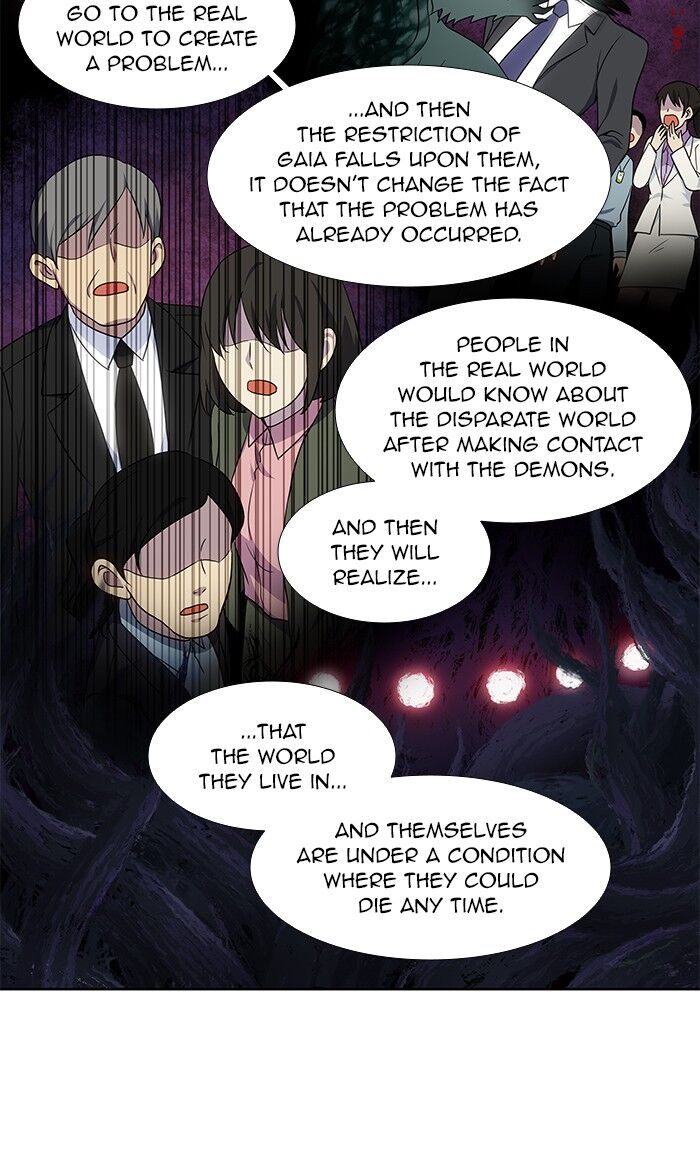 GO TO THE REAL
WORLD TO CREATE
A PROBLEM...
...AND THEN
THE RESTRICTION OF
GAIA FALLS UPON THEM,
IT DOESN'T CHANGE THE FACT
THAT THE PROBLEM HAS
ALREADY OCCURRED.
PEOPLE IN
THE REAL WORLD
WOULD KNOW ABOUT
THE DISPARATE WORLD
AFTER MAKING CONTACT
WITH THE DEMONS.
AND THEN
THEY WILL
REALIZE...
...THAT
THE WORLD
THEY LIVE IN...
AND THEMSELVES
ARE UNDER A CONDITION
WHERE THEY COULD
DIE ANY TIME.